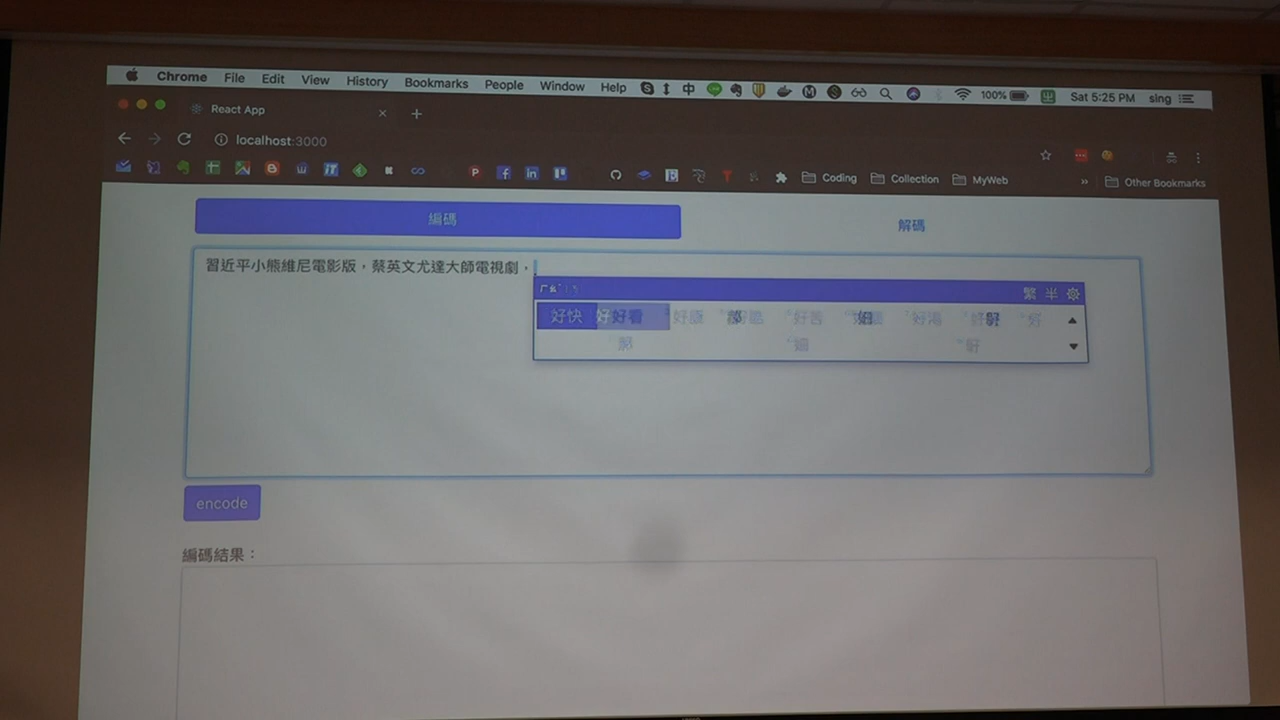 Chrome File Edit View History Bookmarks People Window Help 中 100% Sat 5:25 PM sing
React App
localhost:3000
Coding Collection MyWeb » Other Bookmarks
編碼 解碼
習近平小熊維尼電影版，蔡英文尤達大師電視劇，
繁 半
好快 好好看
encode
編碼結果：